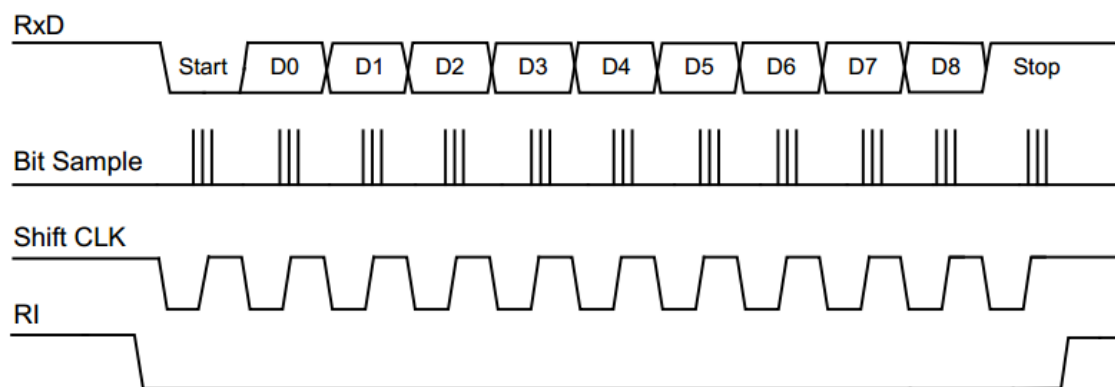 RxD
Start D0 D1 D2 D3 D4 D5 D6 D7 D8 Stop
Bit Sample
Shift CLK
RI